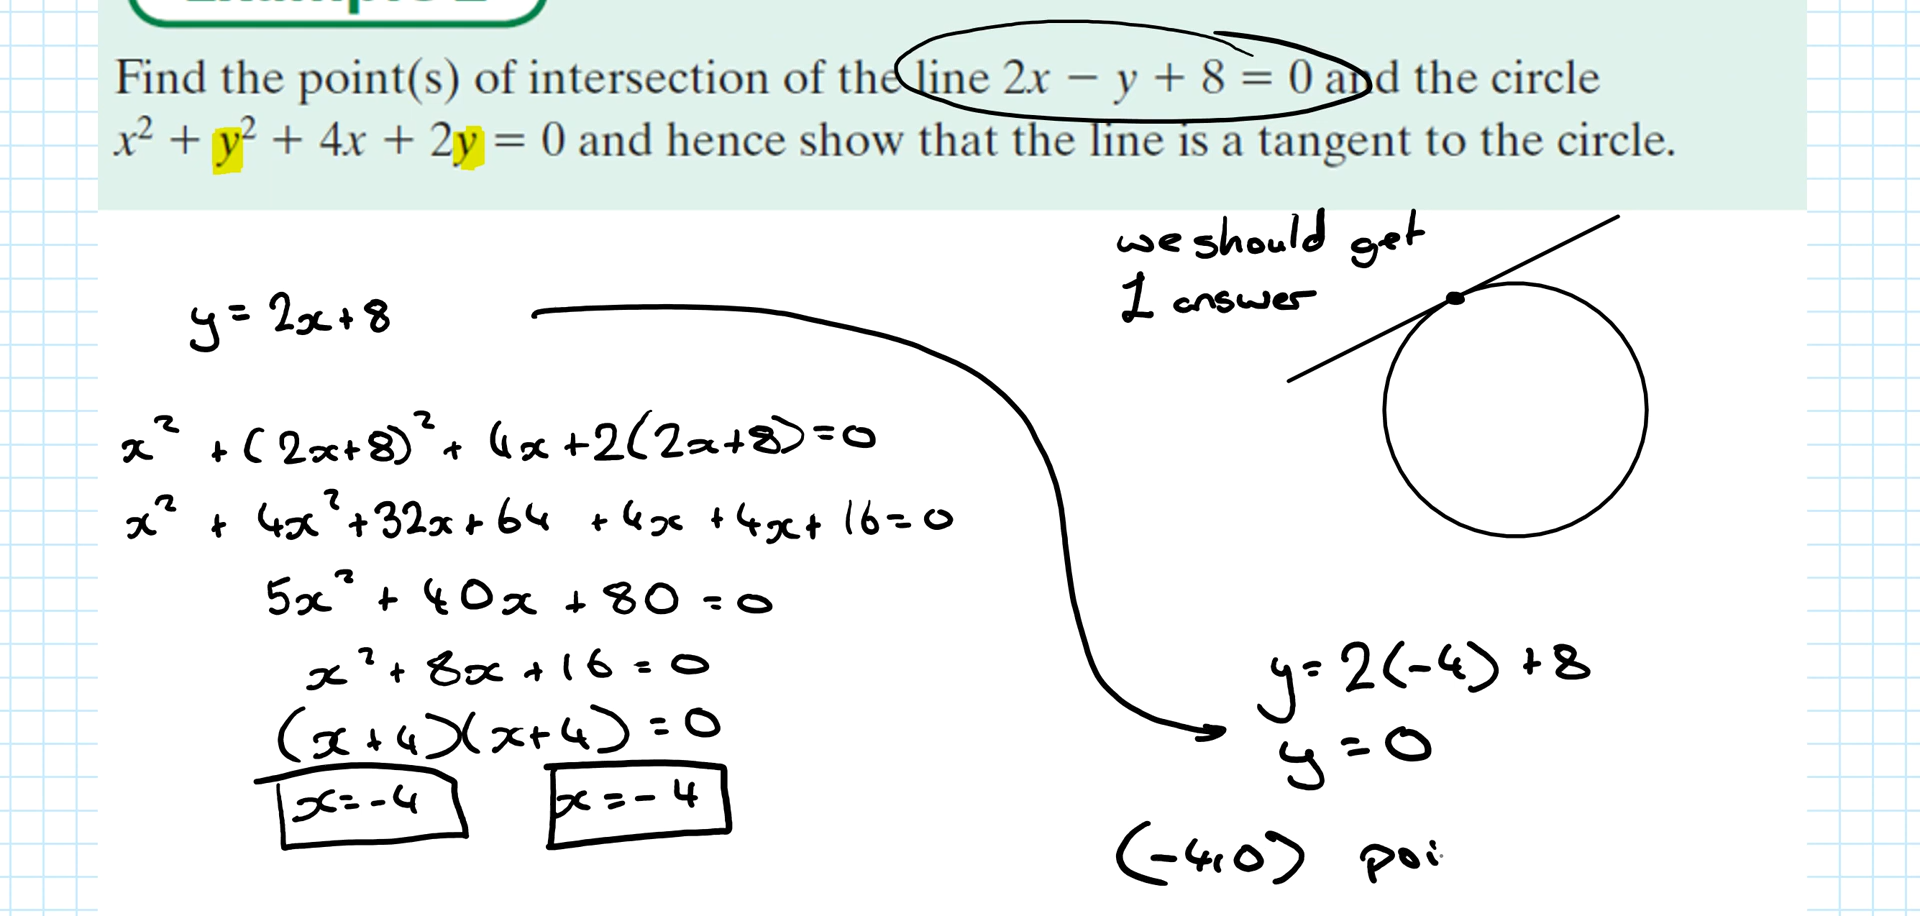 Find the point(s) of intersection of the line 2x − y + 8 = 0 and the circle
x² + y² + 4x + 2y = 0 and hence show that the line is a tangent to the circle.
we should get
1 answer
y = 2x + 8
x² + (2x+8)² + 4x + 2(2x+8) = 0
x² + 4x² + 32x + 64 + 4x + 4x + 16 = 0
5x² + 40x + 80 = 0
x² + 8x + 16 = 0
(x+4)(x+4) = 0
x = -4 x = -4
y = 2(-4) + 8
y = 0
(-4,0) poi